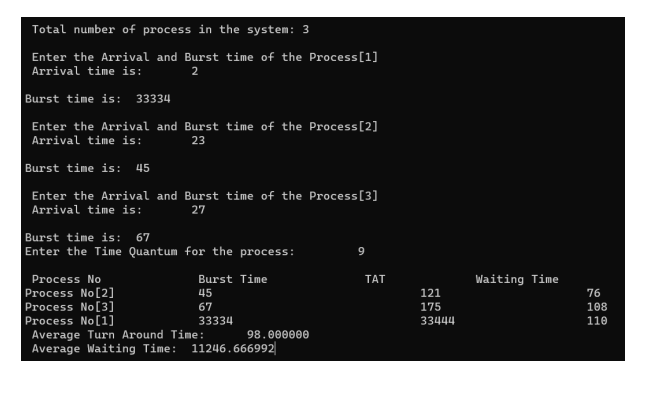 Total number of process in the system: 3
Enter the Arrival and Burst time of the Process[1]
Arrival time is: 2
Burst time is: 33334
Enter the Arrival and Burst time of the Process[2]
Arrival time is: 23
Burst time is: 45
Enter the Arrival and Burst time of the Process[3]
Arrival time is: 27
Burst time is: 67
Enter the Time Quantum for the process: 9
Process No Burst Time TAT Waiting Time
Process No[2] 45 121 76
Process No[3] 67 175 108
Process No[1] 33334 33444 110
Average Turn Around Time: 98.000000
Average Waiting Time: 11246.666992